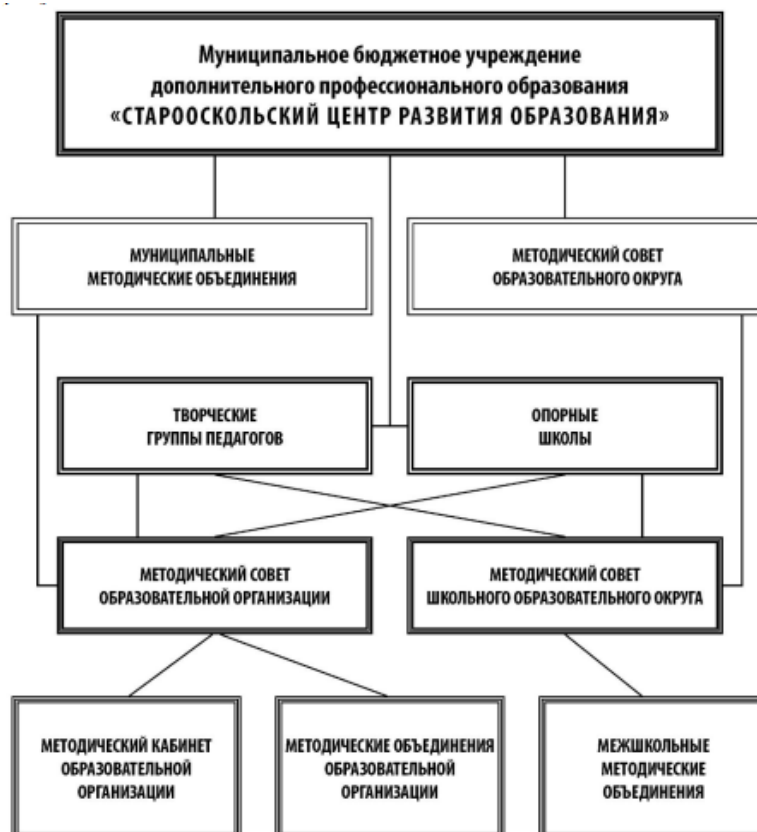 Муниципальное бюджетное учреждение
дополнительного профессионального образования
«СТАРООСКОЛЬСКИЙ ЦЕНТР РАЗВИТИЯ ОБРАЗОВАНИЯ»
МУНИЦИПАЛЬНЫЕ
МЕТОДИЧЕСКИЕ ОБЪЕДИНЕНИЯ
МЕТОДИЧЕСКИЙ СОВЕТ
ОБРАЗОВАТЕЛЬНОГО ОКРУГА
ТВОРЧЕСКИЕ
ГРУППЫ ПЕДАГОГОВ
ОПОРНЫЕ
ШКОЛЫ
МЕТОДИЧЕСКИЙ СОВЕТ
ОБРАЗОВАТЕЛЬНОЙ ОРГАНИЗАЦИИ
МЕТОДИЧЕСКИЙ СОВЕТ
ШКОЛЬНОГО ОБРАЗОВАТЕЛЬНОГО ОКРУГА
МЕТОДИЧЕСКИЙ КАБИНЕТ
ОБРАЗОВАТЕЛЬНОЙ
ОРГАНИЗАЦИИ
МЕТОДИЧЕСКИЕ ОБЪЕДИНЕНИЯ
ОБРАЗОВАТЕЛЬНОЙ
ОРГАНИЗАЦИИ
МЕЖШКОЛЬНЫЕ
МЕТОДИЧЕСКИЕ
ОБЪЕДИНЕНИЯ